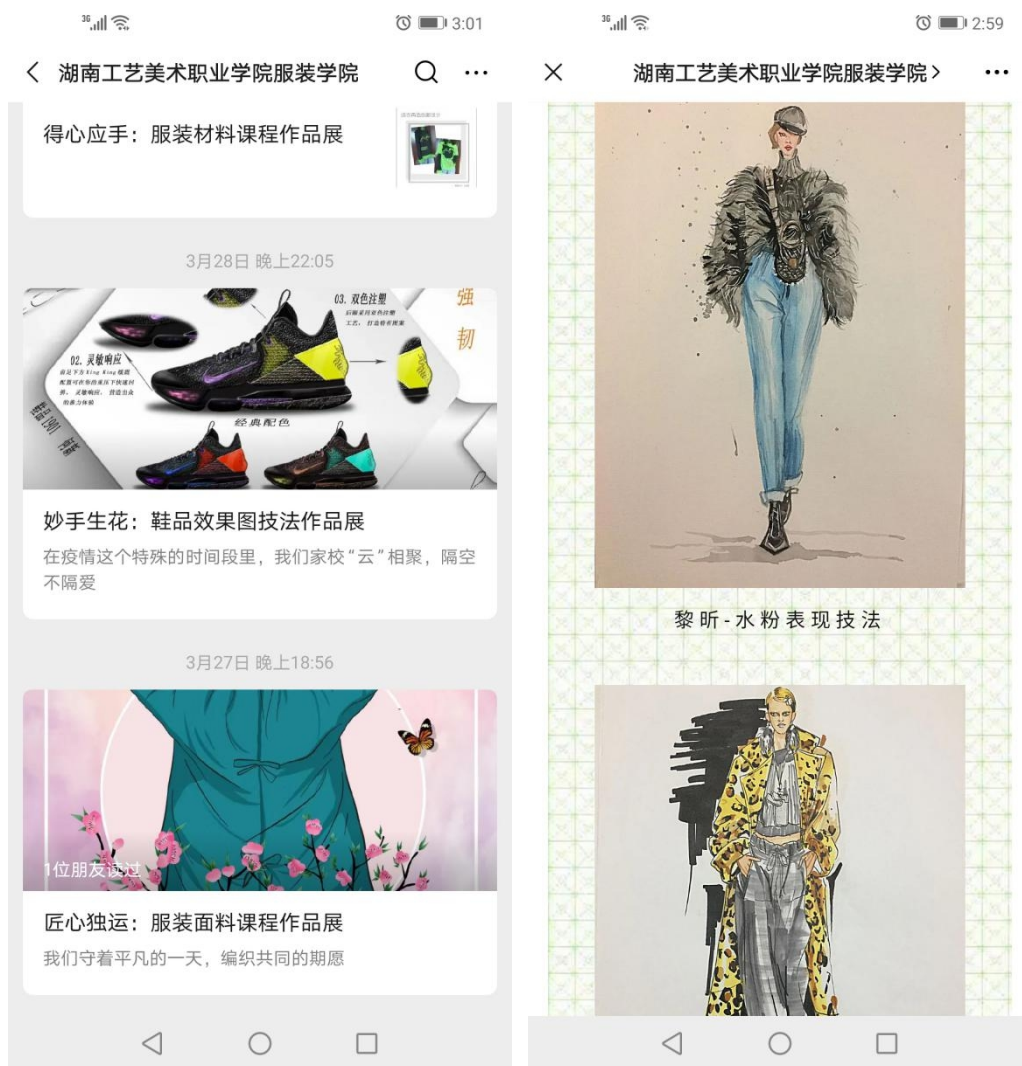 3G
3:01
湖南工艺美术职业学院服装学院
得心应手：服装材料课程作品展
3月28日 晚上22:05
03. 双色注塑
强
韧
02. 灵敏响应
经典配色
妙手生花：鞋品效果图技法作品展
在疫情这个特殊的时间段里，我们家校“云”相聚，隔空
不隔爱
3月27日 晚上18:56
1位朋友读过
匠心独运：服装面料课程作品展
我们守着平凡的一天，编织共同的期愿
3G
2:59
湖南工艺美术职业学院服装学院
黎昕-水粉表现技法